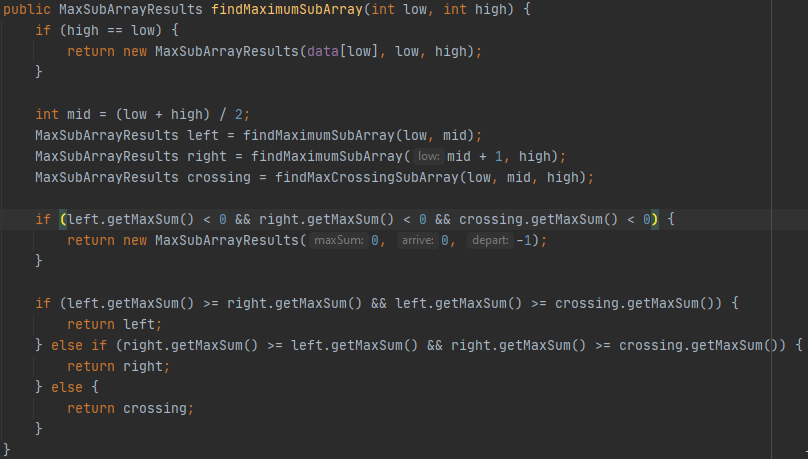 public MaxSubArrayResults findMaximumSubArray(int low, int high) {
    if (high == low) {
        return new MaxSubArrayResults(data[low], low, high);
    }

    int mid = (low + high) / 2;
    MaxSubArrayResults left = findMaximumSubArray(low, mid);
    MaxSubArrayResults right = findMaximumSubArray( low: mid + 1, high);
    MaxSubArrayResults crossing = findMaxCrossingSubArray(low, mid, high);

    if (left.getMaxSum() < 0 && right.getMaxSum() < 0 && crossing.getMaxSum() < 0) {
        return new MaxSubArrayResults( maxSum: 0, arrive: 0, depart: -1);
    }

    if (left.getMaxSum() >= right.getMaxSum() && left.getMaxSum() >= crossing.getMaxSum()) {
        return left;
    } else if (right.getMaxSum() >= left.getMaxSum() && right.getMaxSum() >= crossing.getMaxSum()) {
        return right;
    } else {
        return crossing;
    }
}